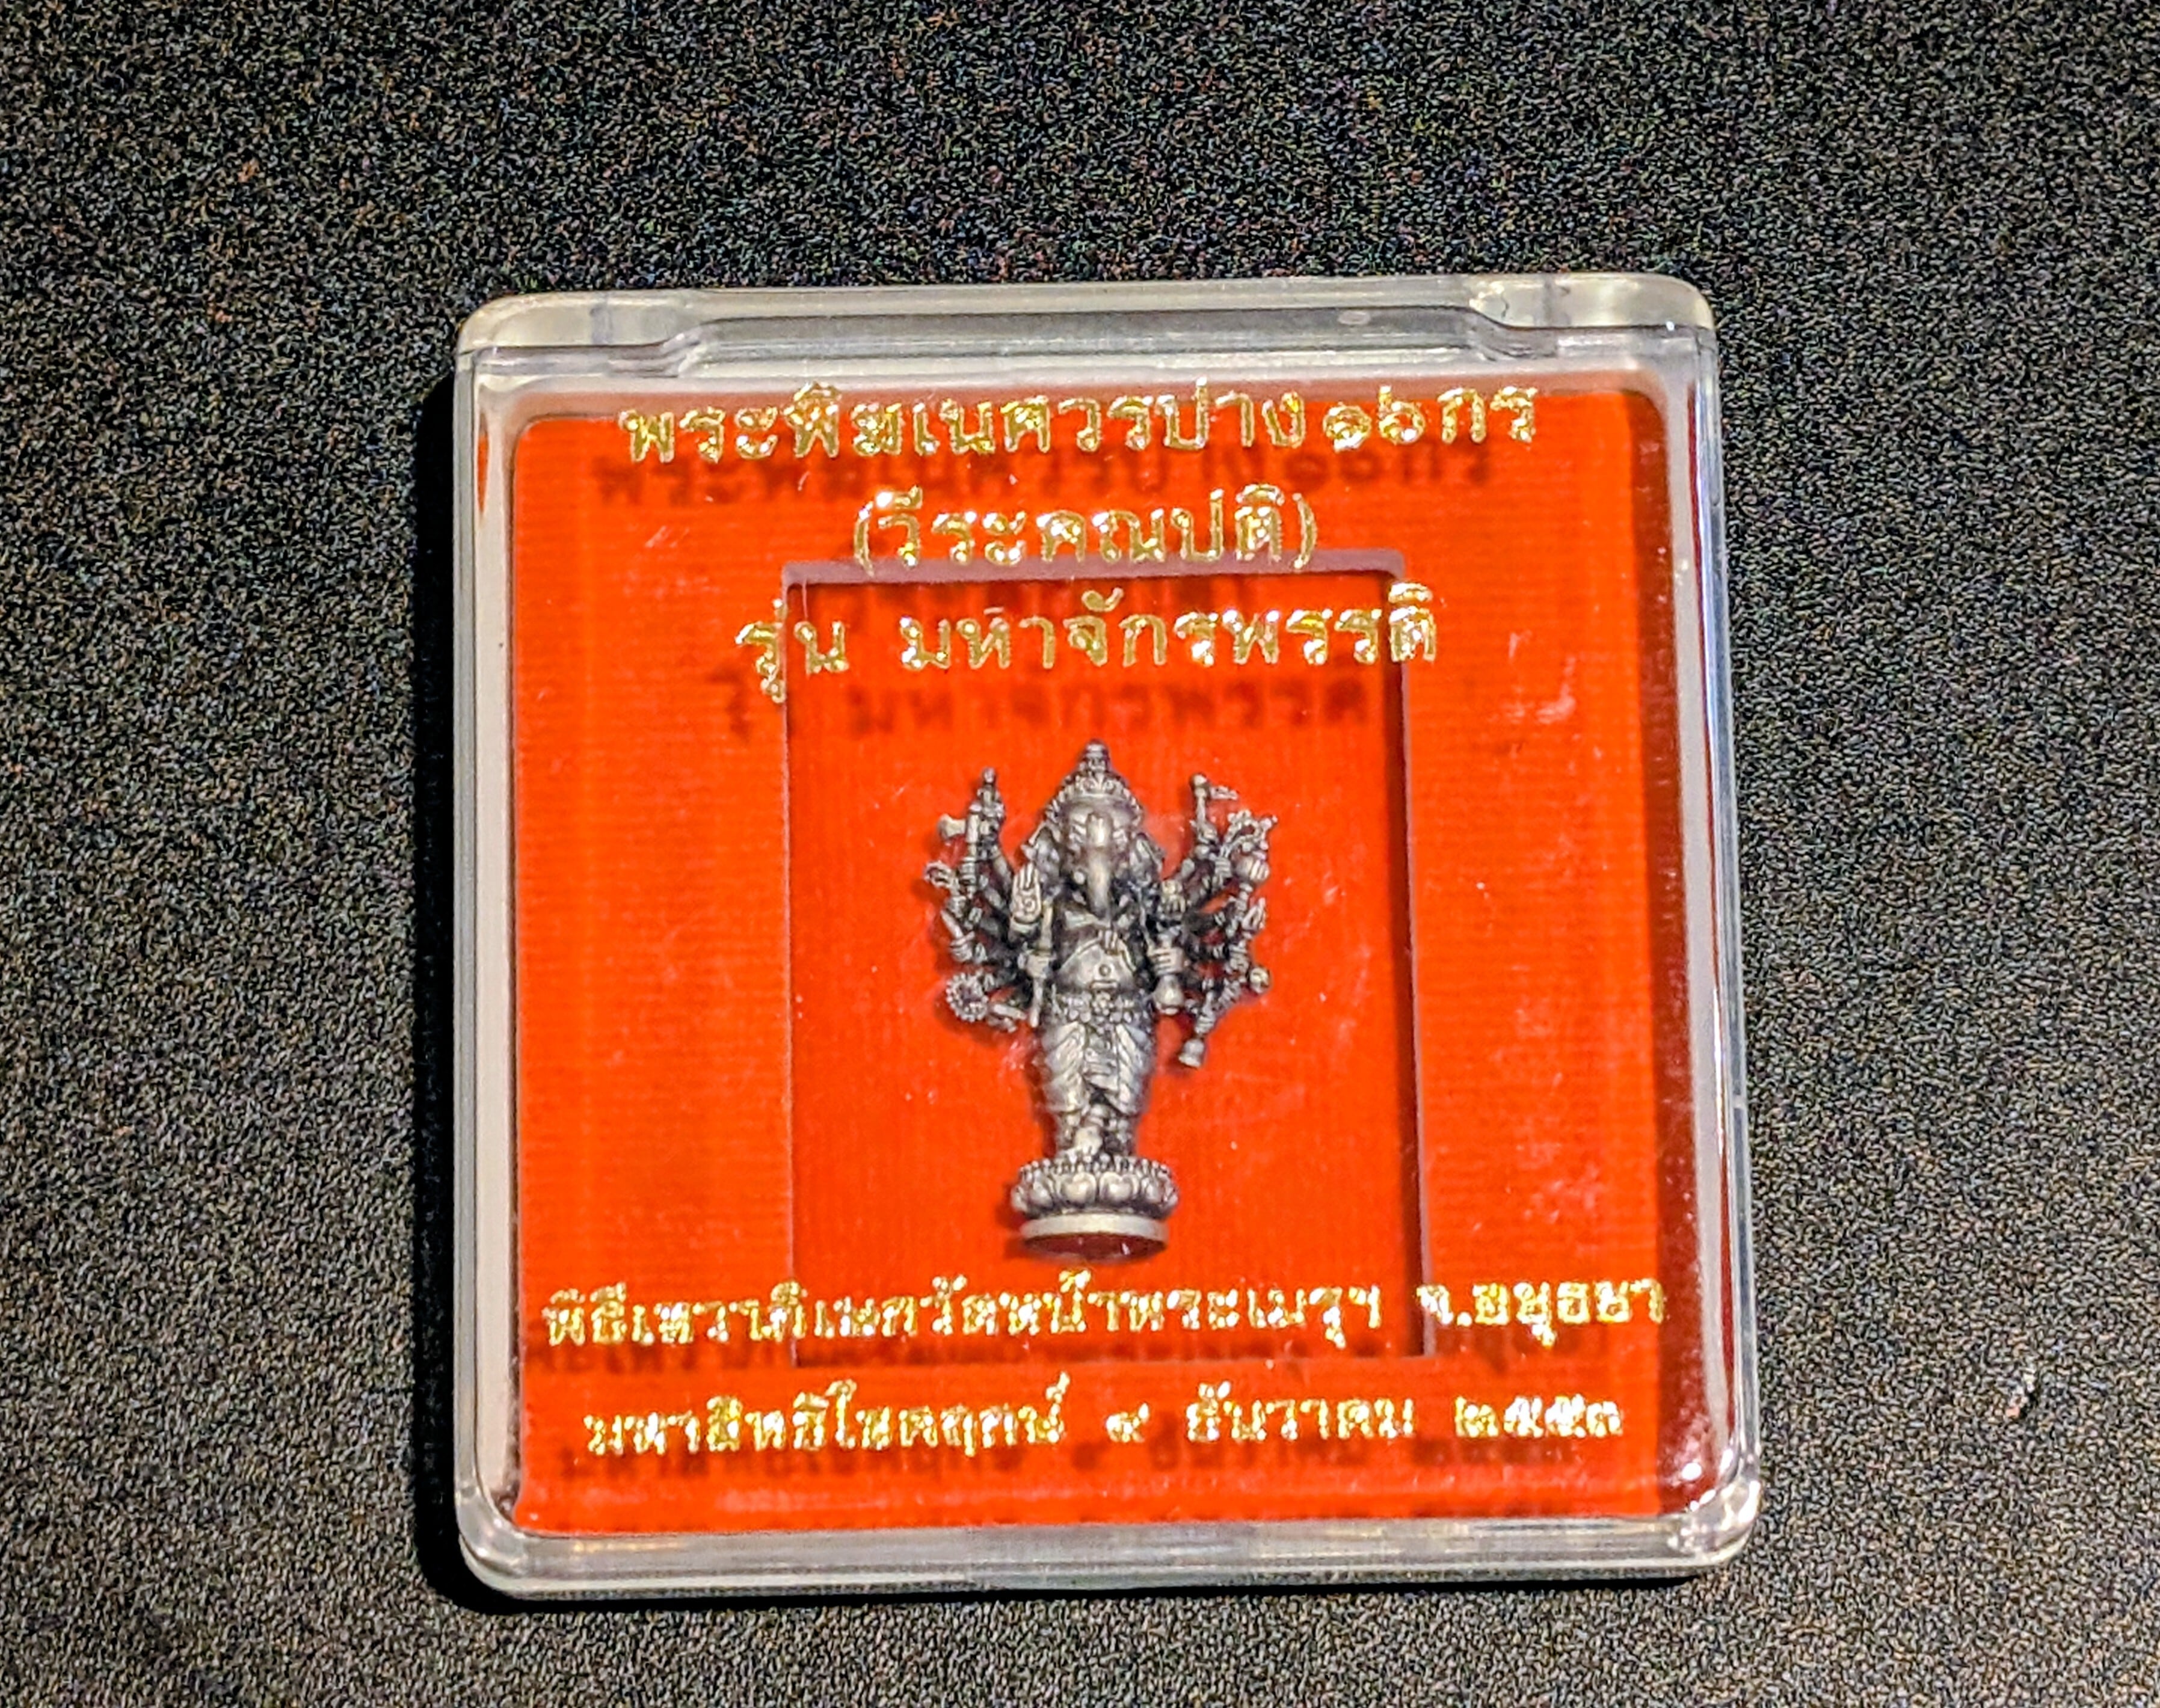 พระพิฆเนศวรปาง๑๖กร
(วีระคณปติ)
รุ่น มหาจักรพรรดิ
พิธีเทวาภิเษกวัดหน้าพระเมรุฯ จ.อยุธยา
มหาสิทธิโชคฤกษ์ ๙ ธันวาคม ๒๕๕๓